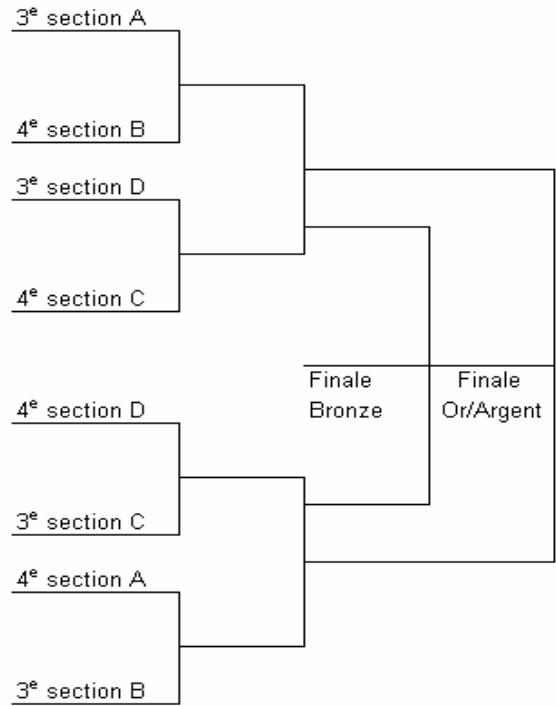 3e section A
4e section B
3e section D
4e section C
Finale
Bronze
Finale
Or/Argent
4e section D
3e section C
4e section A
3e section B